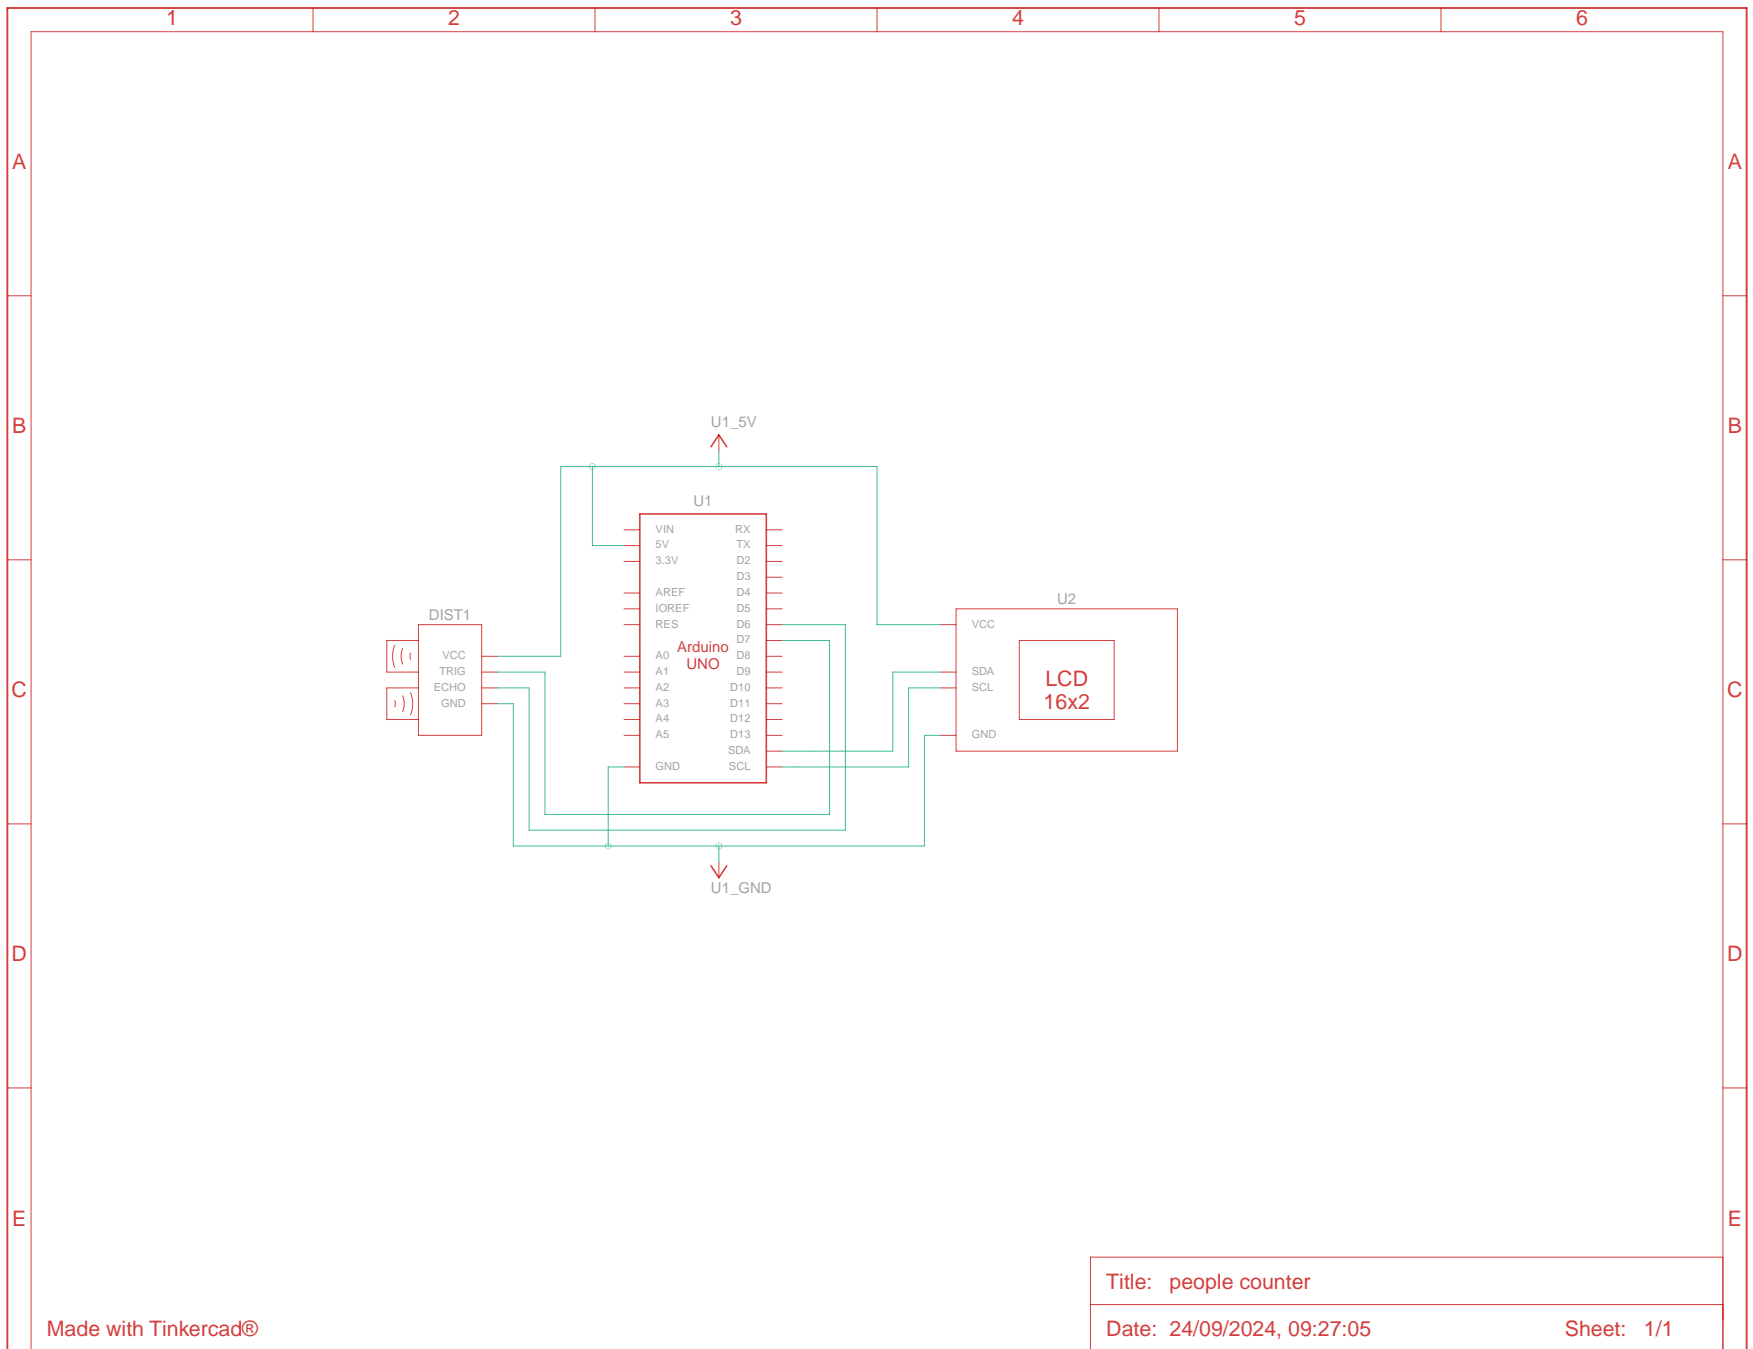 1 2 3 4 5 6
A A
B B
U1_5V
U1
VIN RX
5V TX
3.3V D2
D3
AREF D4
IOREF D5
RES D6
D7
A0 D8
A1 D9
A2 D10
A3 D11
A4 D12
A5 D13
SDA
GND SCL
Arduino
UNO
DIST1
VCC
TRIG
ECHO
GND
U2
VCC
SDA
SCL
GND
LCD
16x2
C C
U1_GND
D D
E E
Title: people counter
Made with Tinkercad®
Date: 24/09/2024, 09:27:05 Sheet: 1/1